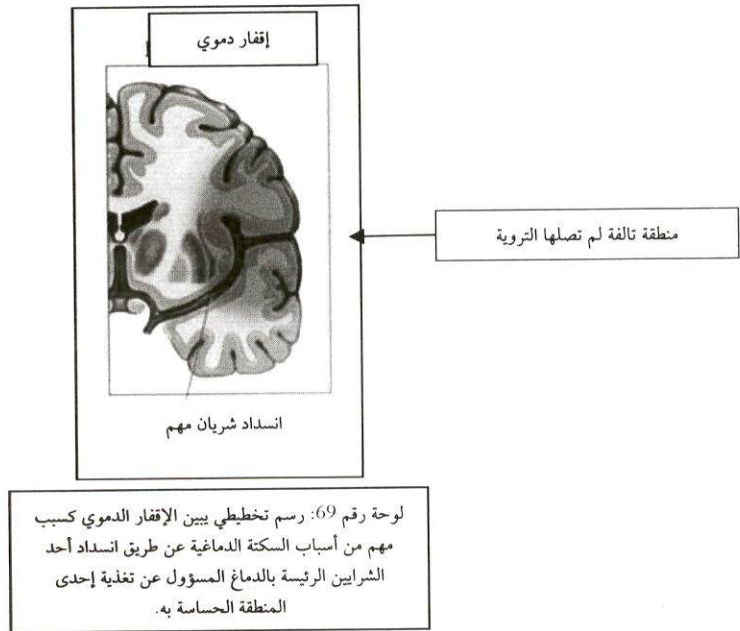 إقفار دموي
منطقة تالفة لم تصلها التروية
انسداد شريان مهم
لوحة رقم 69: رسم تخطيطي يبين الإقفار الدموي كسبب
مهم من أسباب السكتة الدماغية عن طريق انسداد أحد
الشرايين الرئيسة بالدماغ المسؤول عن تغذية إحدى
المنطقة الحساسة به.